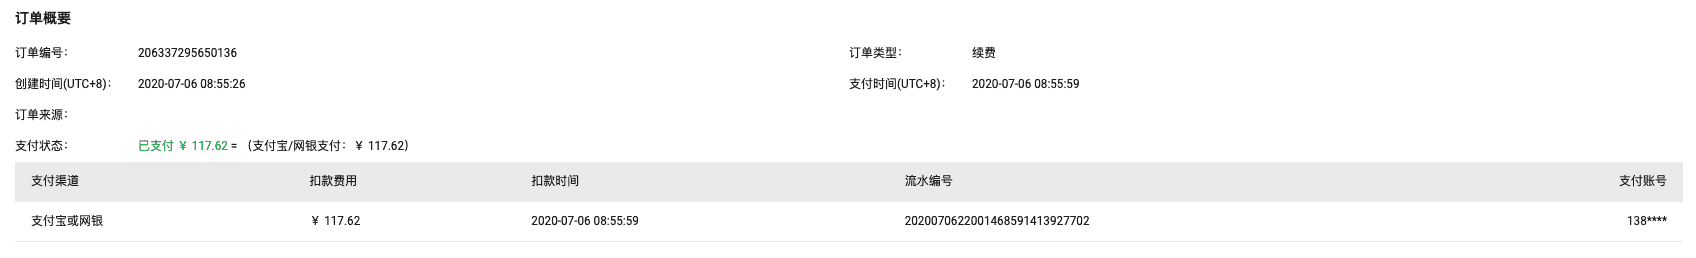 订单概要
订单编号： 206337295650136 订单类型： 续费
创建时间(UTC+8)： 2020-07-06 08:55:26 支付时间(UTC+8)： 2020-07-06 08:55:59
订单来源：
支付状态： 已支付 ￥ 117.62 = （支付宝/网银支付：￥ 117.62）
支付渠道 扣款费用 扣款时间 流水编号 支付账号
支付宝或网银 ￥ 117.62 2020-07-06 08:55:59 2020070622001468591413927702 138****